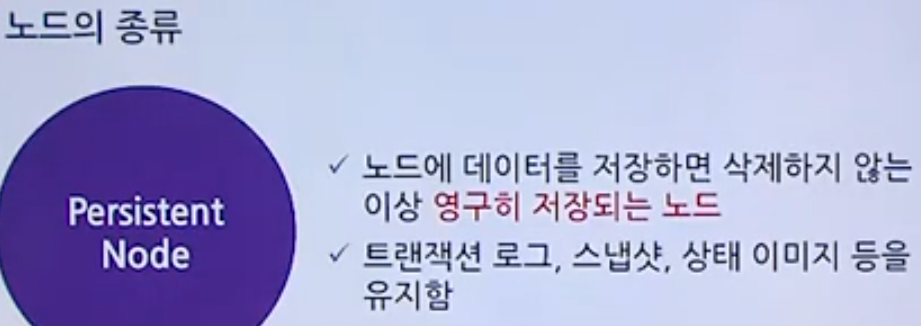 노드의 종류
Persistent
Node
✓ 노드에 데이터를 저장하면 삭제하지 않는
이상 영구히 저장되는 노드
✓ 트랜잭션 로그, 스냅샷, 상태 이미지 등을
유지함